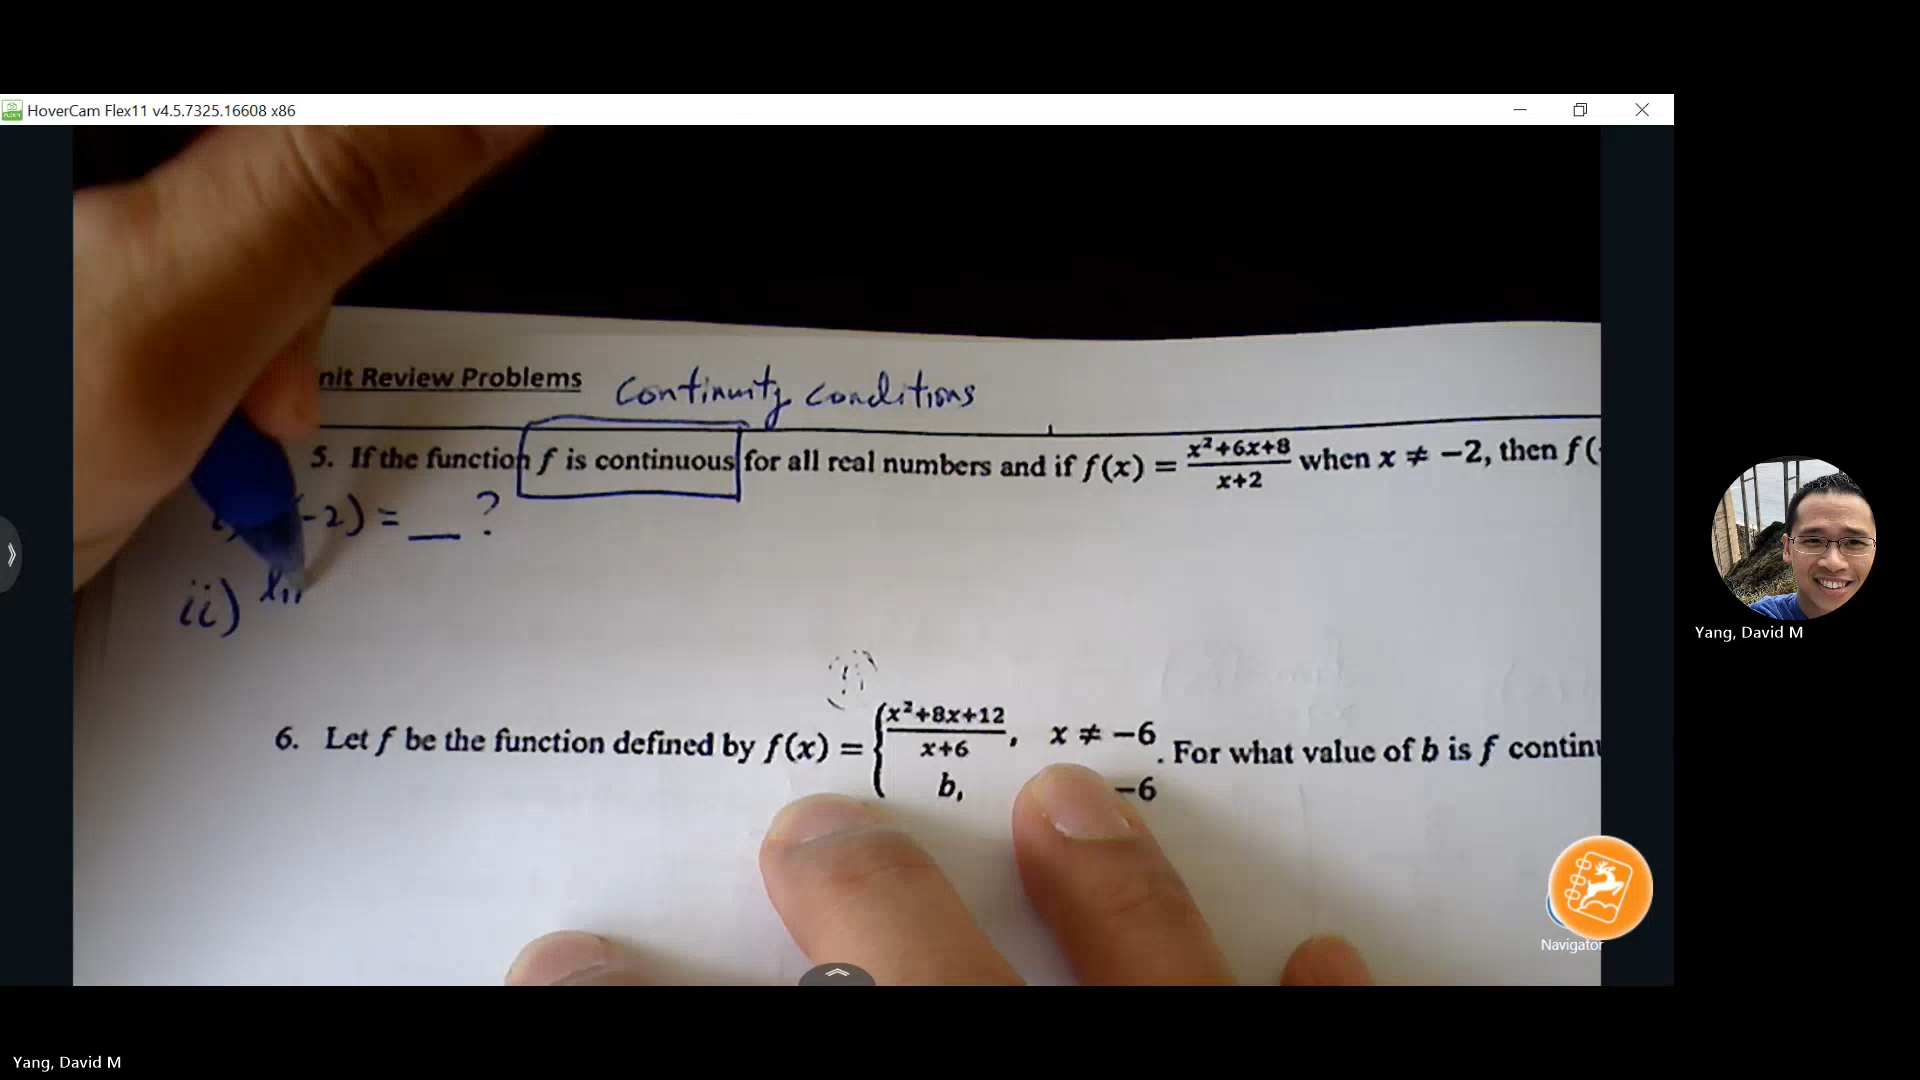 HoverCam Flex11 v4.5.7325.16608 x86
nit Review Problems Continuity conditions
5. If the function f is continuous for all real numbers and if f(x) = x²+6x+8 / x+2 when x ≠ −2, then f(
-2) = __ ?
ii)
6. Let f be the function defined by f(x) = { x²+8x+12 / x+6, x ≠ −6
b, −6
. For what value of b is f contin
Navigator
Yang, David M
Yang, David M